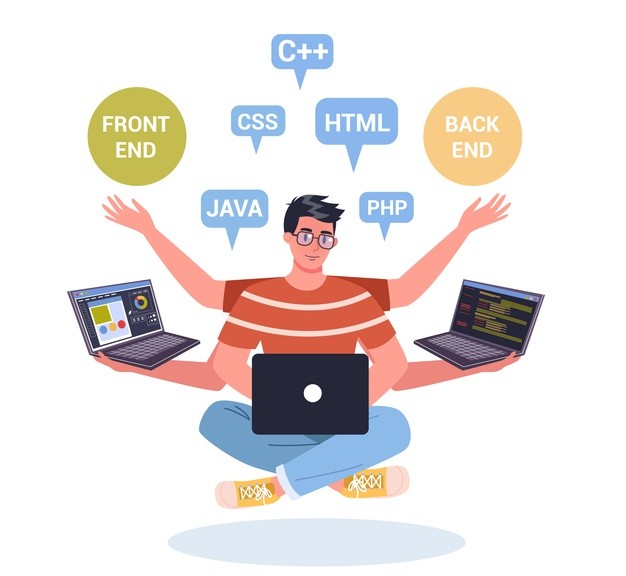 C++
FRONT
END
CSS
HTML
BACK
END
JAVA
PHP